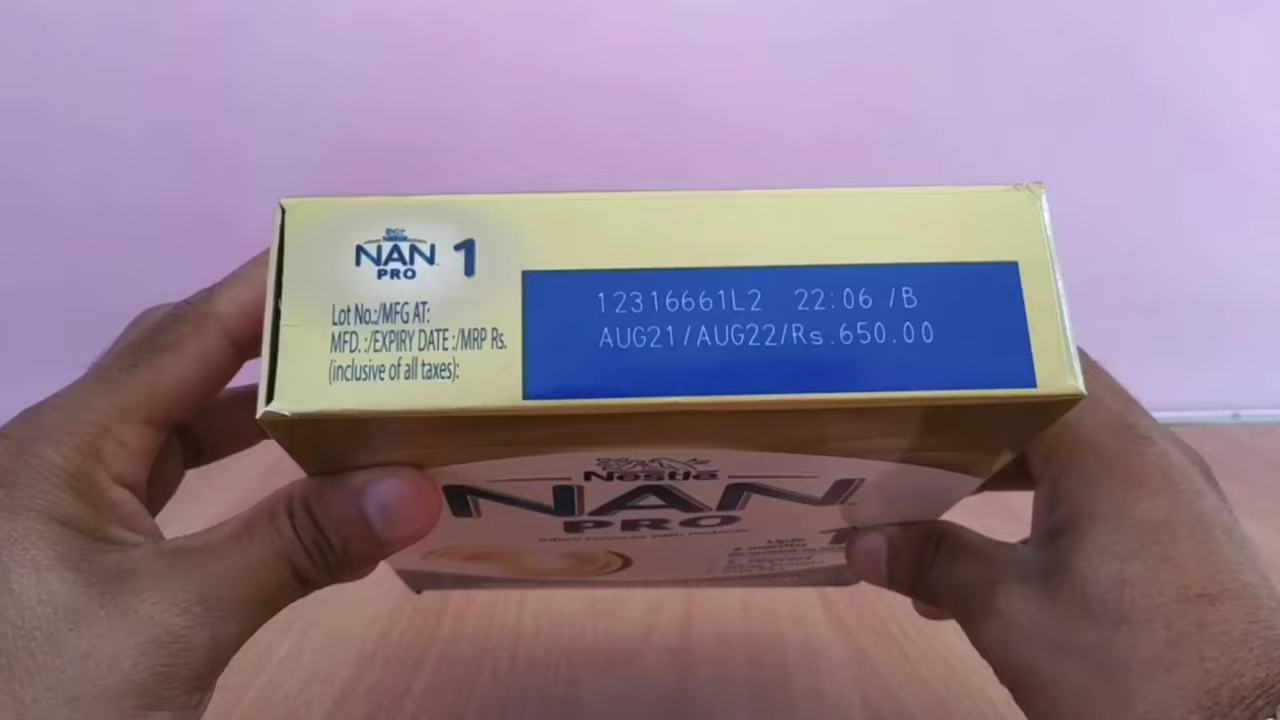 NAN
PRO
1
Lot No.:/MFG AT:
MFD. :/EXPIRY DATE :/MRP Rs.
(inclusive of all taxes):
12316661L2 22:06 /B
AUG21/AUG22/Rs.650.00
Nestlé
NAN
PRO